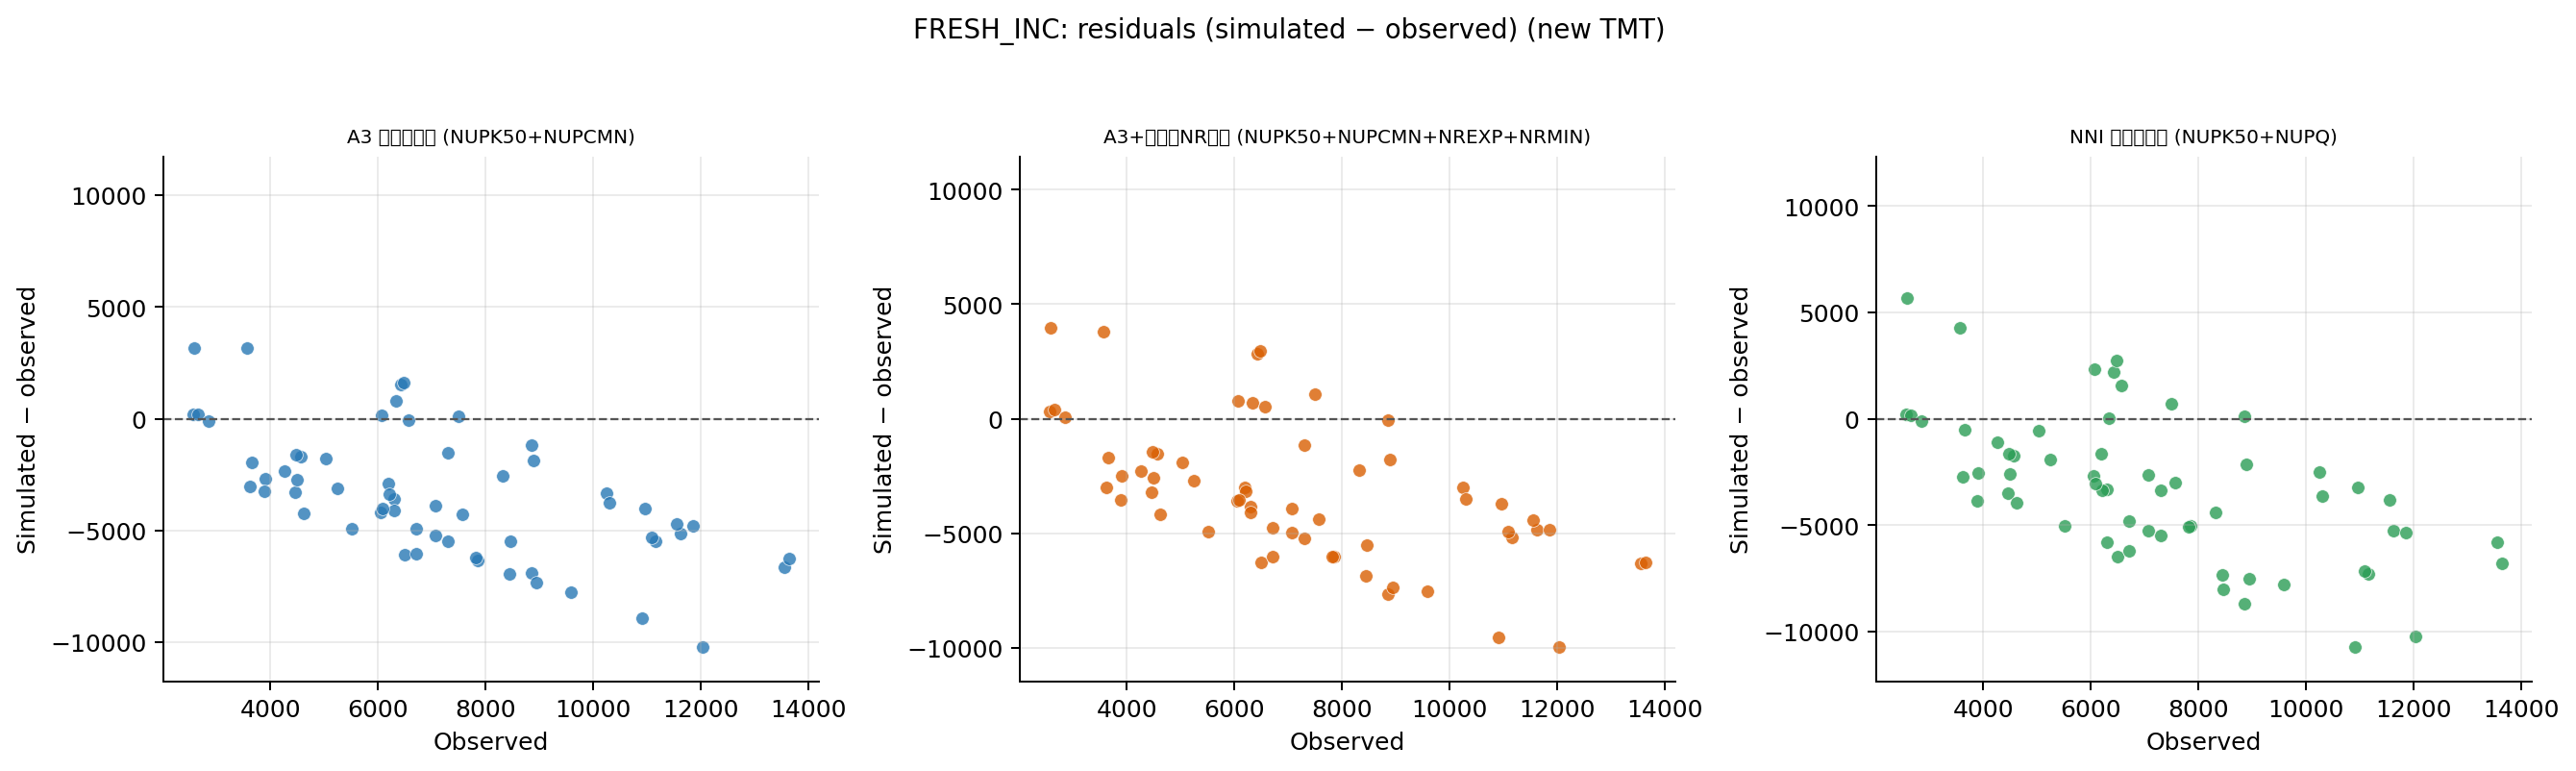 FRESH_INC: residuals (simulated − observed) (new TMT)
A3 (NUPK50+NUPCMN)
10000
5000
0
−5000
−10000
Simulated − observed
4000 6000 8000 10000 12000 14000
Observed
A3+ NR (NUPK50+NUPCMN+NREXP+NRMIN)
10000
5000
0
−5000
−10000
Simulated − observed
4000 6000 8000 10000 12000 14000
Observed
NNI (NUPK50+NUPQ)
10000
5000
0
−5000
−10000
Simulated − observed
4000 6000 8000 10000 12000 14000
Observed